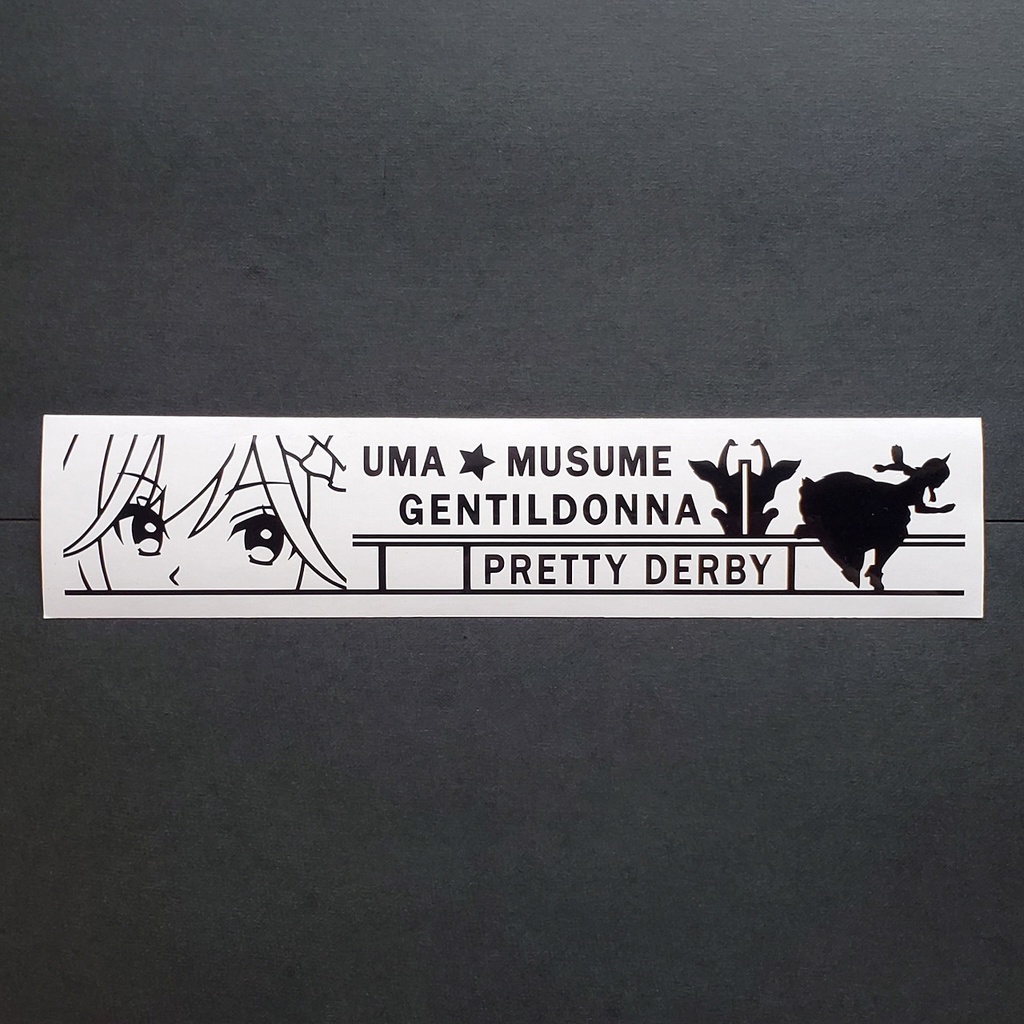 UMA ★ MUSUME
GENTILDONNA
PRETTY DERBY